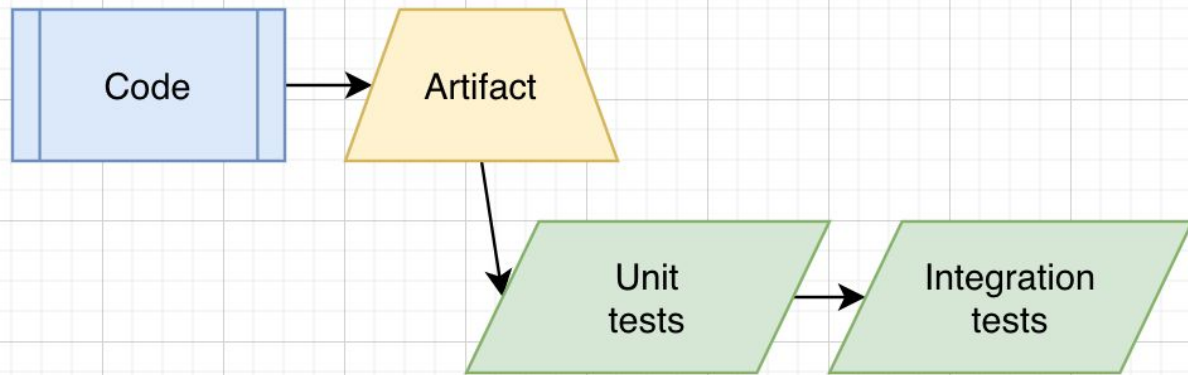 Code
Artifact
Unit
tests
Integration
tests